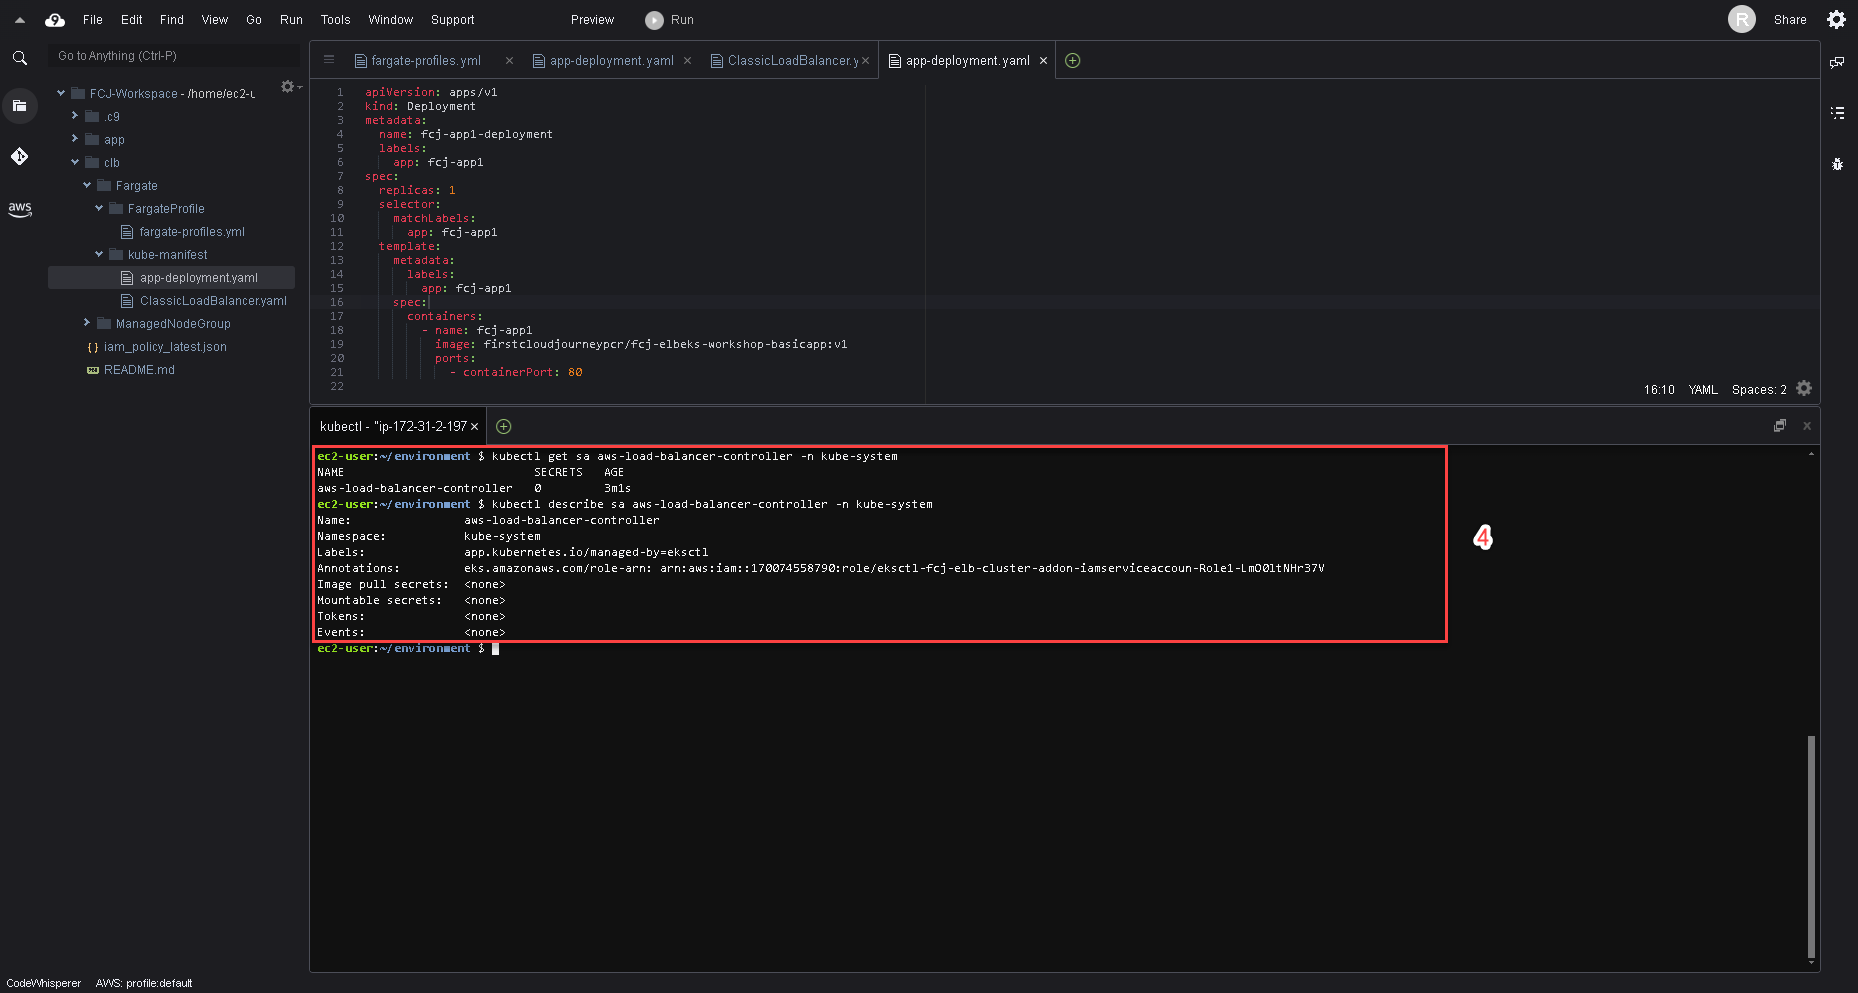 File Edit Find View Go Run Tools Window Support Preview Run R Share
Go to Anything (Ctrl-P)
FCJ-Workspace - /home/ec2-u
.c9
app
clb
Fargate
FargateProfile
fargate-profiles.yml
kube-manifest
app-deployment.yaml
ClassicLoadBalancer.yaml
ManagedNodeGroup
iam_policy_latest.json
README.md
aws
fargate-profiles.yml app-deployment.yaml ClassicLoadBalancer.y app-deployment.yaml
1 apiVersion: apps/v1
2 kind: Deployment
3 metadata:
4 name: fcj-app1-deployment
5 labels:
6 app: fcj-app1
7 spec:
8 replicas: 1
9 selector:
10 matchLabels:
11 app: fcj-app1
12 template:
13 metadata:
14 labels:
15 app: fcj-app1
16 spec:
17 containers:
18 - name: fcj-app1
19 image: firstcloudjourneypcr/fcj-elbeks-workshop-basicapp:v1
20 ports:
21 - containerPort: 80
22
16:10 YAML Spaces: 2
kubectl - "ip-172-31-2-197
ec2-user:~/environment $ kubectl get sa aws-load-balancer-controller -n kube-system
NAME SECRETS AGE
aws-load-balancer-controller 0 3m1s
ec2-user:~/environment $ kubectl describe sa aws-load-balancer-controller -n kube-system
Name: aws-load-balancer-controller
Namespace: kube-system
Labels: app.kubernetes.io/managed-by=eksctl
Annotations: eks.amazonaws.com/role-arn: arn:aws:iam::170074558790:role/eksctl-fcj-elb-cluster-addon-iamserviceaccoun-Role1-LmO0ltNHr37V
Image pull secrets: <none>
Mountable secrets: <none>
Tokens: <none>
Events: <none>
ec2-user:~/environment $
4
CodeWhisperer AWS: profile:default